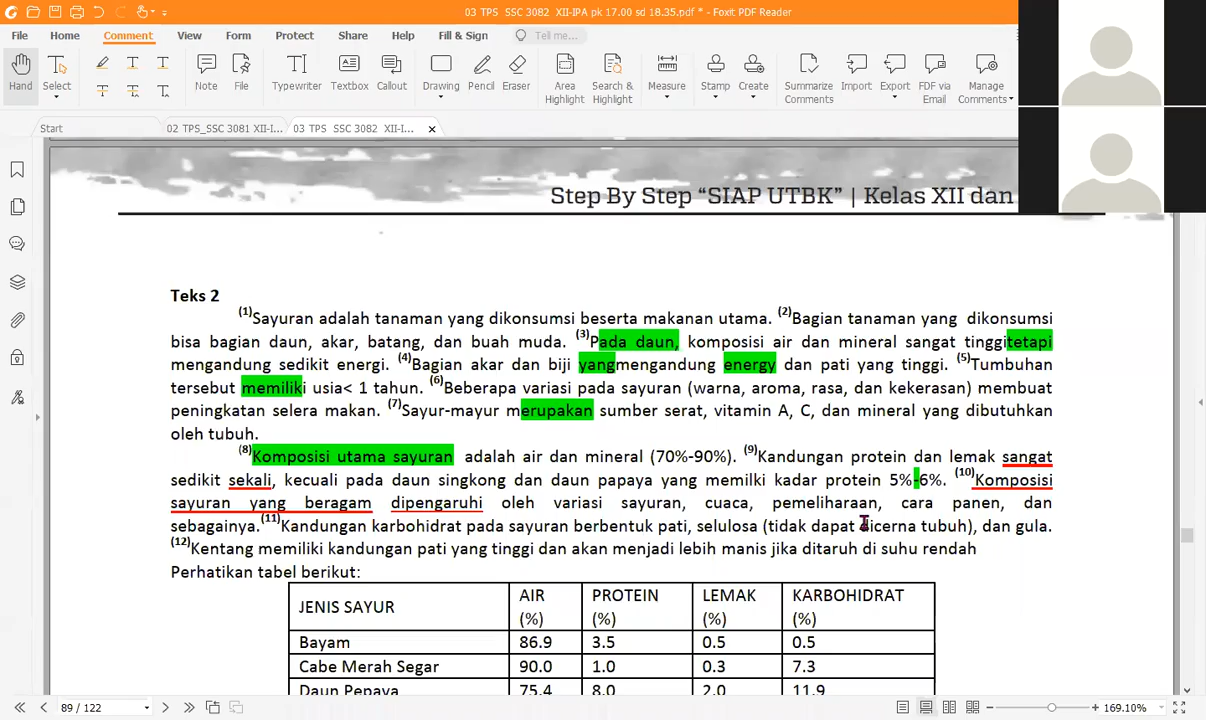 03 TPS SSC 3082 XII-IPA pk 17.00 sd 18.35.pdf * - Foxit PDF Reader
File Home Comment View Form Protect Share Help Fill & Sign Tell me...
Hand Select Note File Typewriter Textbox Callout Drawing Pencil Eraser Area Highlight Search & Highlight Measure Stamp Create Summarize Comments Import Export FDF via Email Manage Comments
Start 02 TPS_SSC 3081 XII-I... 03 TPS SSC 3082 XII-I...
Step By Step “SIAP UTBK” | Kelas XII dan
Teks 2
(1)Sayuran adalah tanaman yang dikonsumsi beserta makanan utama. (2)Bagian tanaman yang dikonsumsi
bisa bagian daun, akar, batang, dan buah muda. (3)Pada daun, komposisi air dan mineral sangat tinggitetapi
mengandung sedikit energi. (4)Bagian akar dan biji yangmengandung energy dan pati yang tinggi. (5)Tumbuhan
tersebut memiliki usia< 1 tahun. (6)Beberapa variasi pada sayuran (warna, aroma, rasa, dan kekerasan) membuat
peningkatan selera makan. (7)Sayur-mayur merupakan sumber serat, vitamin A, C, dan mineral yang dibutuhkan
oleh tubuh.
(8)Komposisi utama sayuran adalah air dan mineral (70%-90%). (9)Kandungan protein dan lemak sangat
sedikit sekali, kecuali pada daun singkong dan daun papaya yang memilki kadar protein 5%-6%. (10)Komposisi
sayuran yang beragam dipengaruhi oleh variasi sayuran, cuaca, pemeliharaan, cara panen, dan
sebagainya.(11)Kandungan karbohidrat pada sayuran berbentuk pati, selulosa (tidak dapat dicerna tubuh), dan gula.
(12)Kentang memiliki kandungan pati yang tinggi dan akan menjadi lebih manis jika ditaruh di suhu rendah
Perhatikan tabel berikut:
JENIS SAYUR AIR (%) PROTEIN (%) LEMAK (%) KARBOHIDRAT (%)
Bayam 86.9 3.5 0.5 0.5
Cabe Merah Segar 90.0 1.0 0.3 7.3
Daun Pepaya 75.4 8.0 2.0 11.9
89 / 122 169.10%